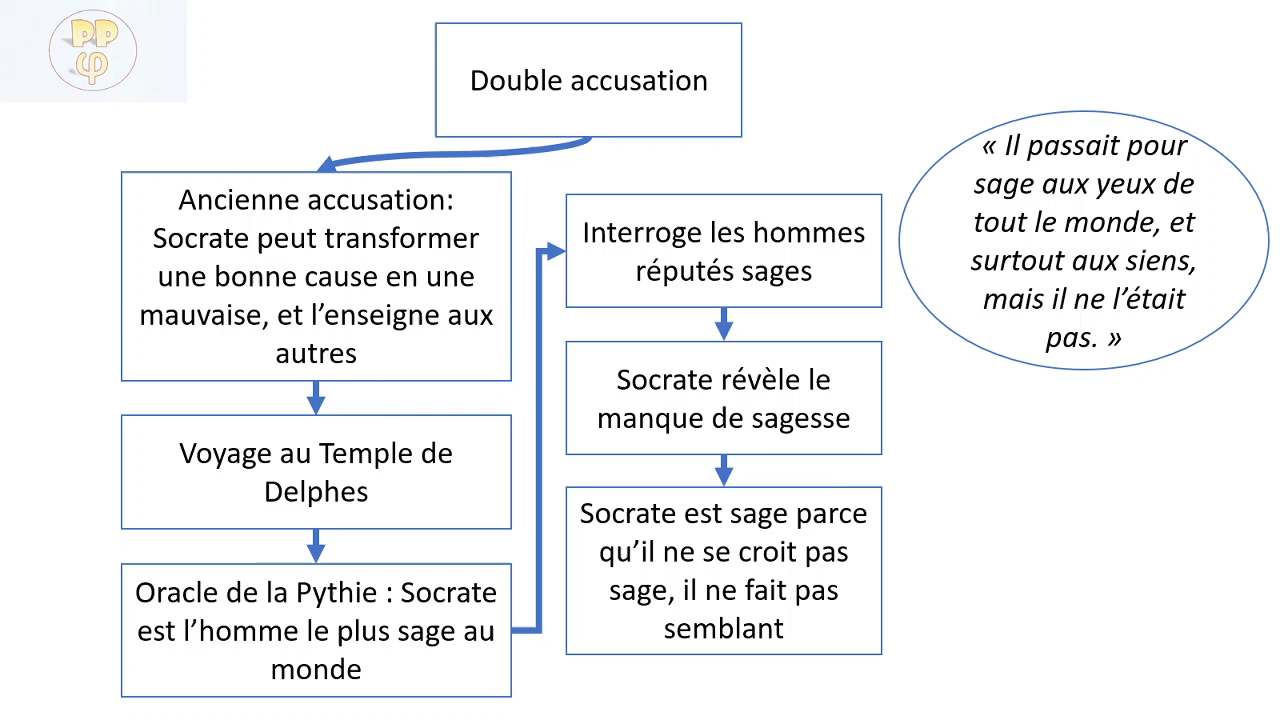 PP
φ
Double accusation
Ancienne accusation:
Socrate peut transformer
une bonne cause en une
mauvaise, et l’enseigne aux
autres
Voyage au Temple de
Delphes
Oracle de la Pythie : Socrate
est l’homme le plus sage au
monde
Interroge les hommes
réputés sages
Socrate révèle le
manque de sagesse
Socrate est sage parce
qu’il ne se croit pas
sage, il ne fait pas
semblant
« Il passait pour
sage aux yeux de
tout le monde, et
surtout aux siens,
mais il ne l’était
pas. »